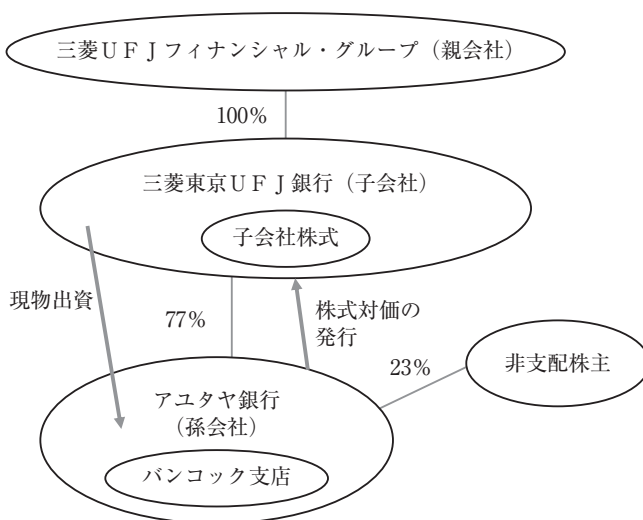 三菱ＵＦＪフィナンシャル・グループ（親会社）
100%
三菱東京ＵＦＪ銀行（子会社）
子会社株式
現物出資
77%
株式対価の
発行
23%
非支配株主
アユタヤ銀行
（孫会社）
バンコック支店